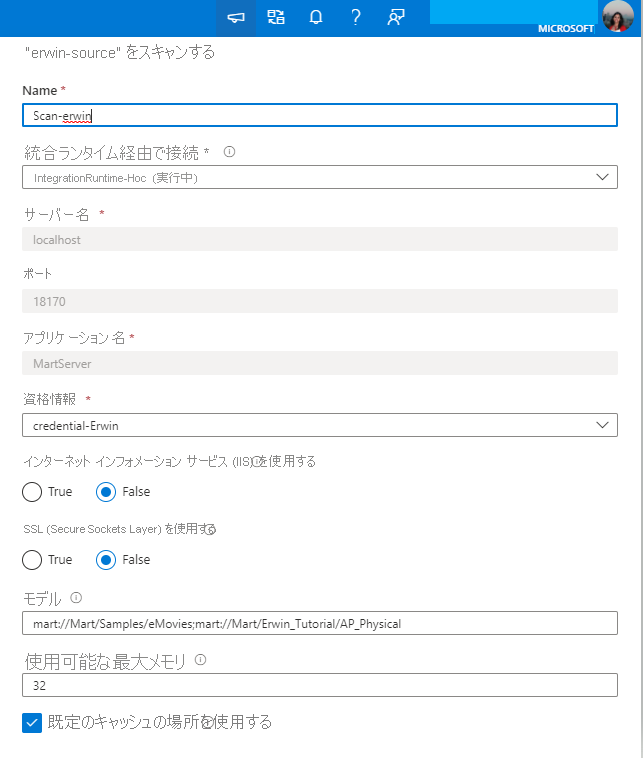 MICROSOFT
"erwin-source" をスキャンする
Name *
Scan-erwin
統合ランタイム経由で接続 *
IntegrationRuntime-Hoc (実行中)
サーバー名 *
localhost
ポート
18170
アプリケーション名 *
MartServer
資格情報 *
credential-Erwin
インターネット インフォメーション サービス (IIS)を使用する
True False
SSL (Secure Sockets Layer) を使用する
True False
モデル
mart://Mart/Samples/eMovies;mart://Mart/Erwin_Tutorial/AP_Physical
使用可能な最大メモリ
32
既定のキャッシュの場所を使用する